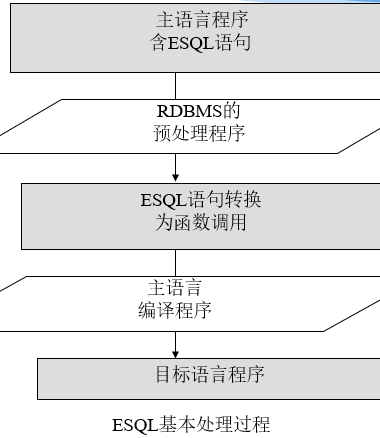 主语言程序
含ESQL语句
RDBMS的
预处理程序
ESQL语句转换
为函数调用
主语言
编译程序
目标语言程序
ESQL基本处理过程